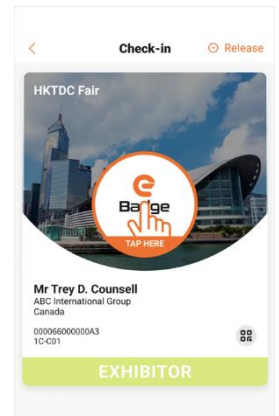 Check-in
Release
HKTDC Fair
e
Badge
TAP HERE
Mr Trey D. Counsell
ABC International Group
Canada
000066000000A3
1C-C01
EXHIBITOR